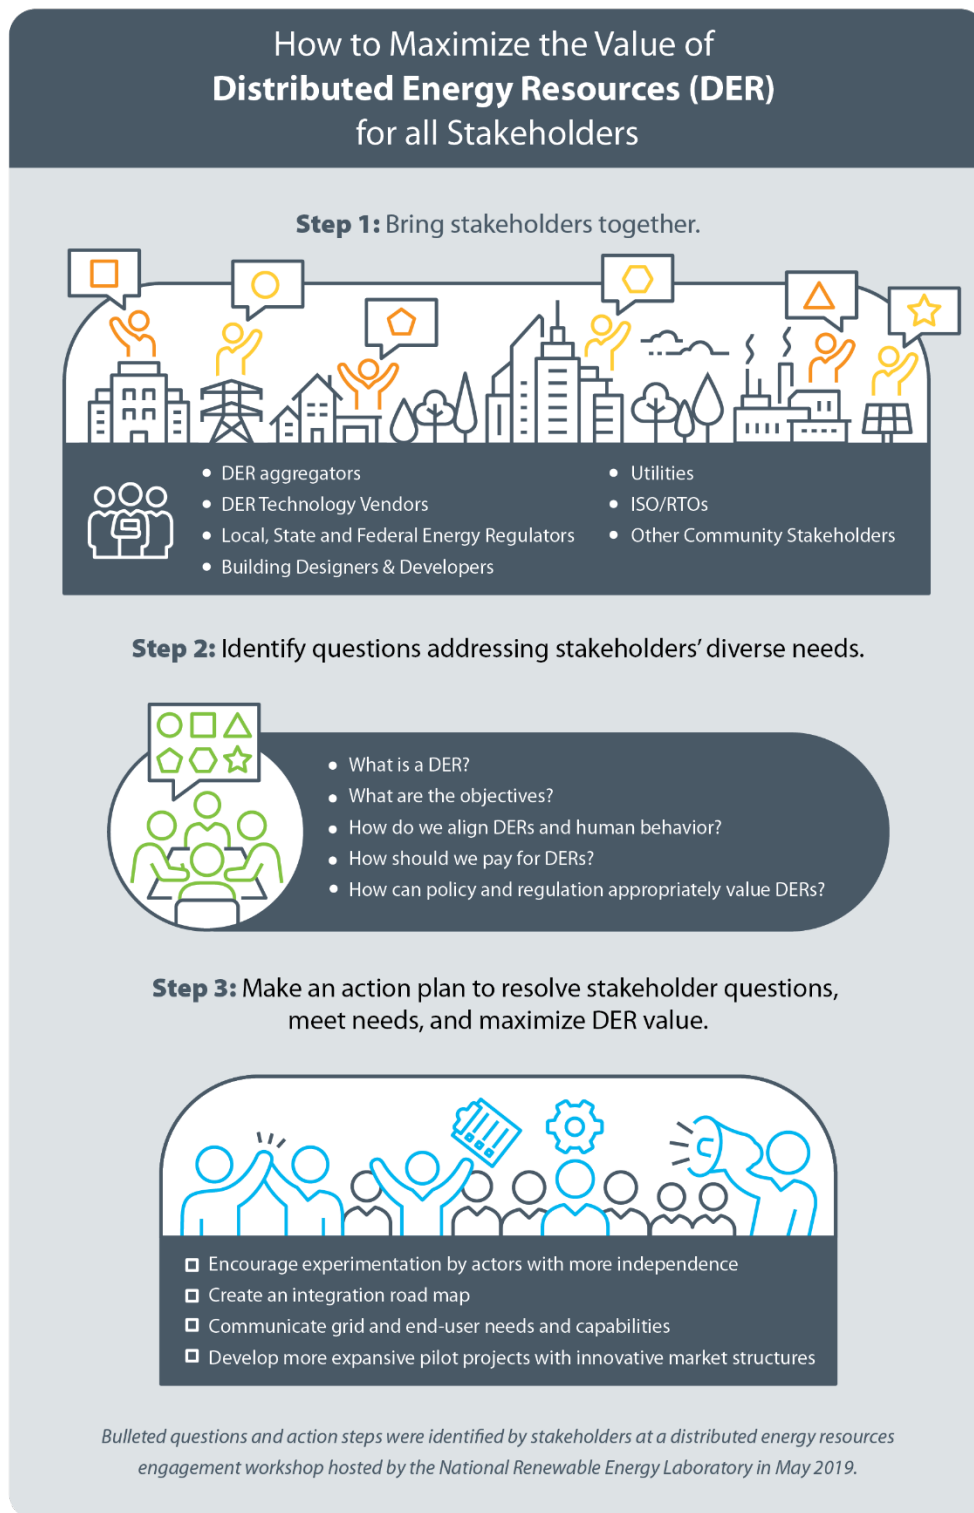 How to Maximize the Value of
Distributed Energy Resources (DER)
for all Stakeholders
Step 1: Bring stakeholders together.
DER aggregators
DER Technology Vendors
Local, State and Federal Energy Regulators
Building Designers & Developers
Utilities
ISO/RTOs
Other Community Stakeholders
Step 2: Identify questions addressing stakeholders' diverse needs.
What is a DER?
What are the objectives?
How do we align DERs and human behavior?
How should we pay for DERs?
How can policy and regulation appropriately value DERs?
Step 3: Make an action plan to resolve stakeholder questions,
meet needs, and maximize DER value.
Encourage experimentation by actors with more independence
Create an integration road map
Communicate grid and end-user needs and capabilities
Develop more expansive pilot projects with innovative market structures
Bulleted questions and action steps were identified by stakeholders at a distributed energy resources
engagement workshop hosted by the National Renewable Energy Laboratory in May 2019.